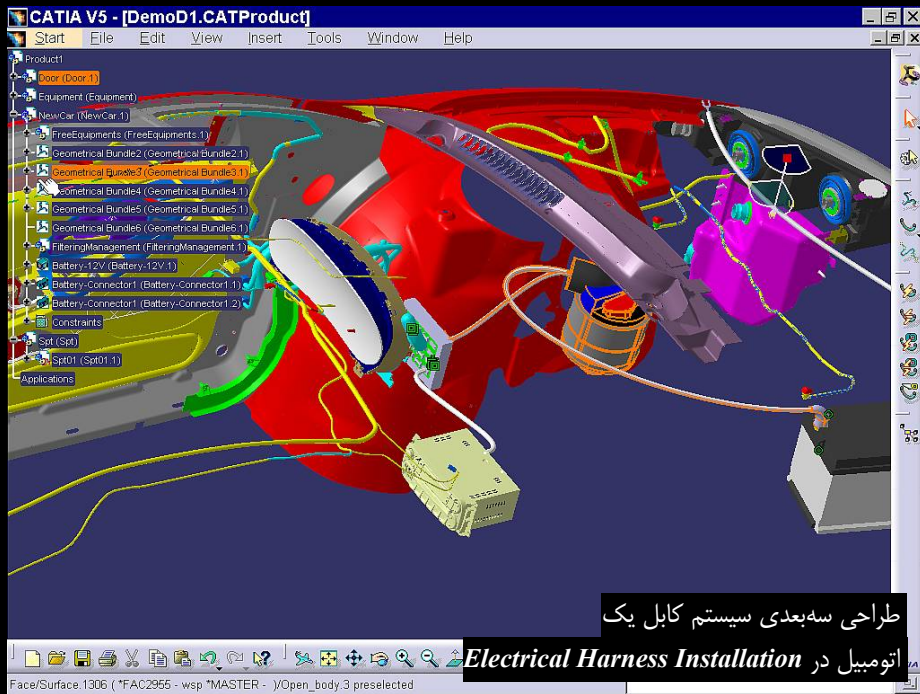 CATIA V5 - [DemoD1.CATProduct]
Start File Edit View Insert Tools Window Help
Product1
Door (Door.1)
Equipment (Equipment)
NewCar (NewCar.1)
FreeEquipments (FreeEquipments.1)
Geometrical Bundle2 (Geometrical Bundle2.1)
Geometrical Bundle3 (Geometrical Bundle3.1)
Geometrical Bundle4 (Geometrical Bundle4.1)
Geometrical Bundle5 (Geometrical Bundle5.1)
Geometrical Bundle6 (Geometrical Bundle6.1)
FilteringManagement (FilteringManagement.1)
Battery-12V (Battery-12V.1)
Battery-Connector1 (Battery-Connector1.1)
Battery-Connector1 (Battery-Connector1.2)
Constraints
Spt (Spt)
Spt01 (Spt01.1)
Applications
طراحی سه‌بعدی سیستم کابل یک
اتومبیل در Electrical Harness Installation
Face/Surface.1306 ( *FAC2955 - wsp *MASTER - )/Open_body.3 preselected